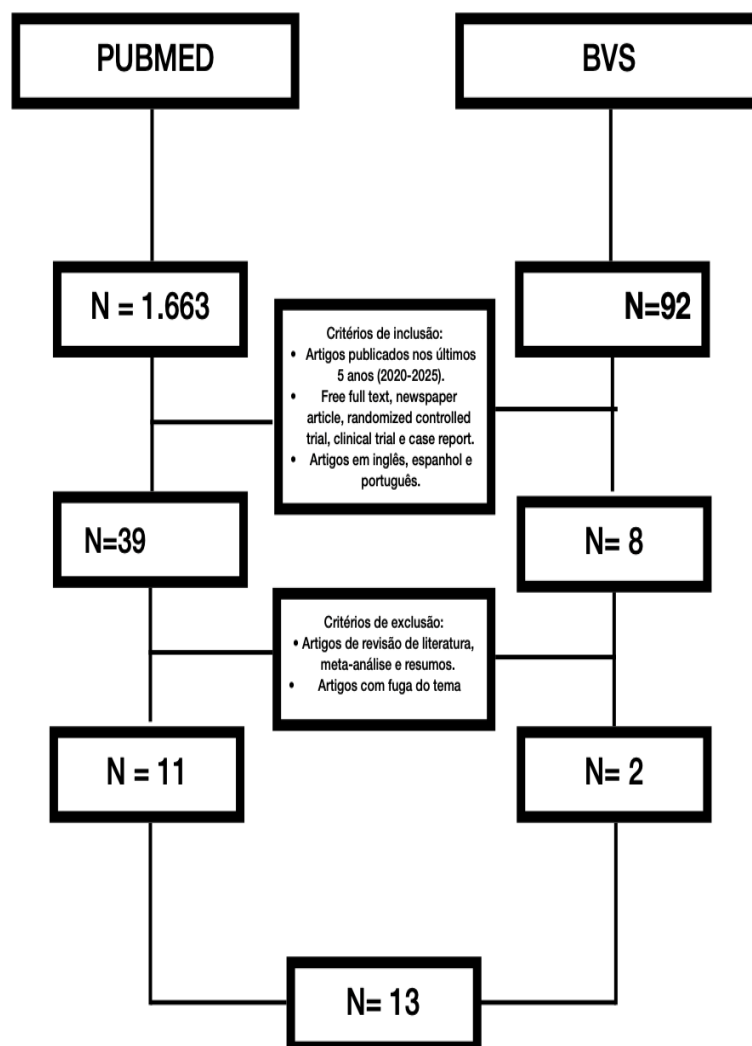 PUBMED
BVS
N = 1.663
N=92
Critérios de inclusão:
• Artigos publicados nos últimos
5 anos (2020-2025).
• Free full text, newspaper
article, randomized controlled
trial, clinical trial e case report.
• Artigos em inglês, espanhol e
português.
N=39
N= 8
Critérios de exclusão:
• Artigos de revisão de literatura,
meta-análise e resumos.
• Artigos com fuga do tema
N = 11
N= 2
N= 13